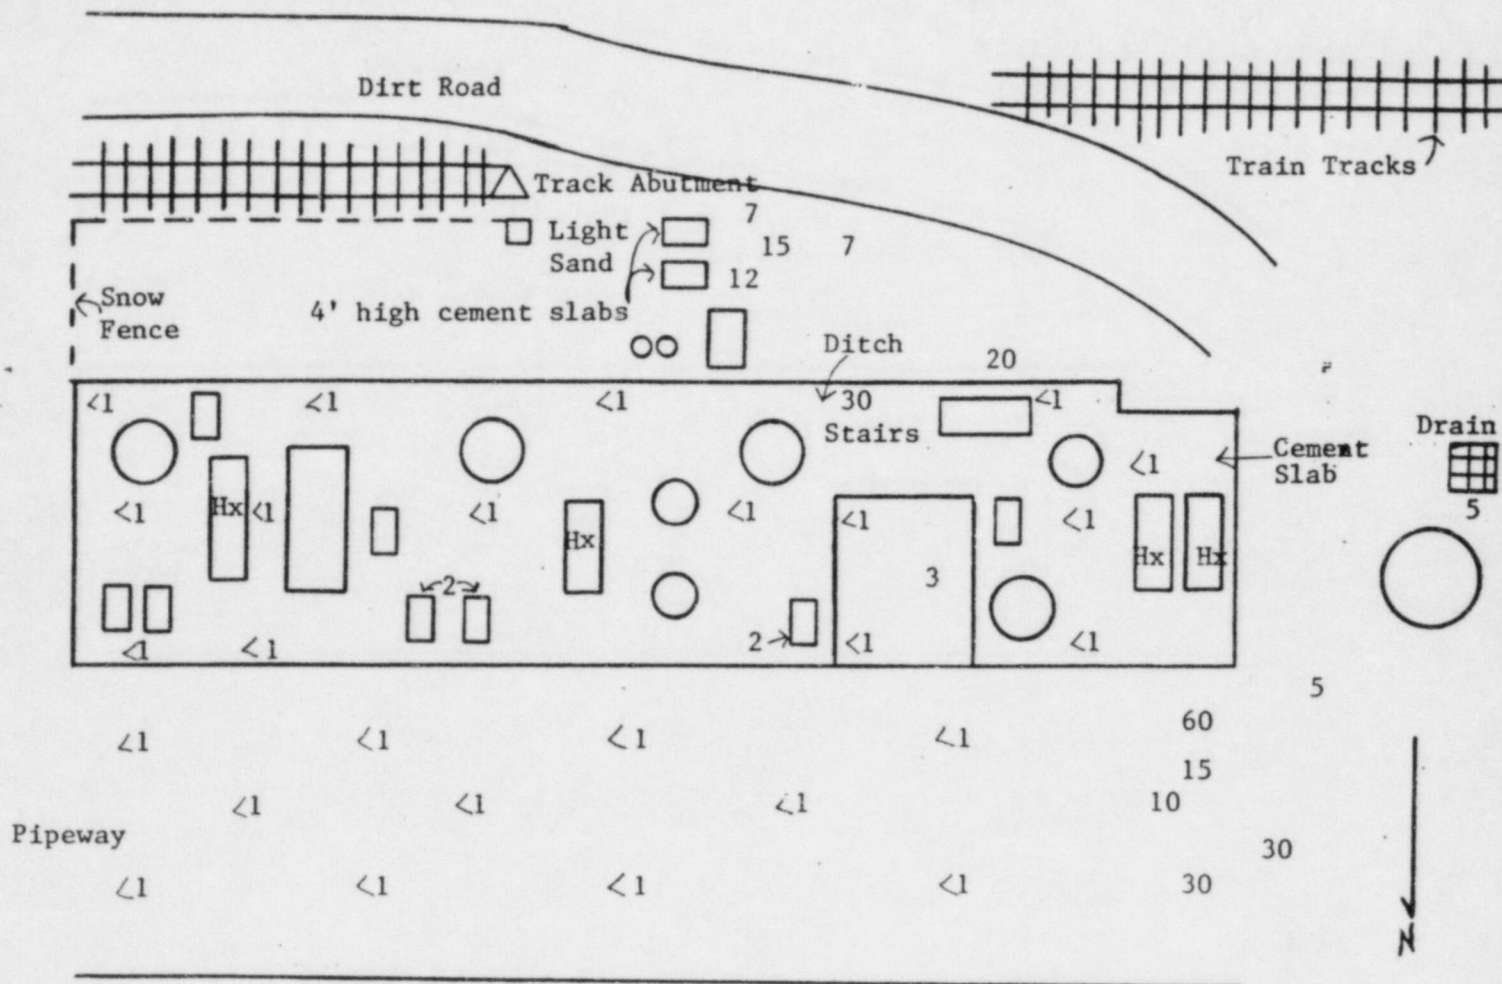 Dirt Road
Train Tracks
Track Abutment
7
Light
Sand
15 7
12
Snow
Fence
4' high cement slabs
Ditch
20
<1 <1 <1 30 <1
Stairs
Drain
<1
Cement
Slab
Hx
<1 <1 <1 <1 <1 <1
5
Hx Hx Hx
2
3
2
<1 <1 <1 <1
5
60
<1 <1 <1 <1
15
<1 <1 <1 10
Pipeway
30
<1 <1 <1 <1 30
N